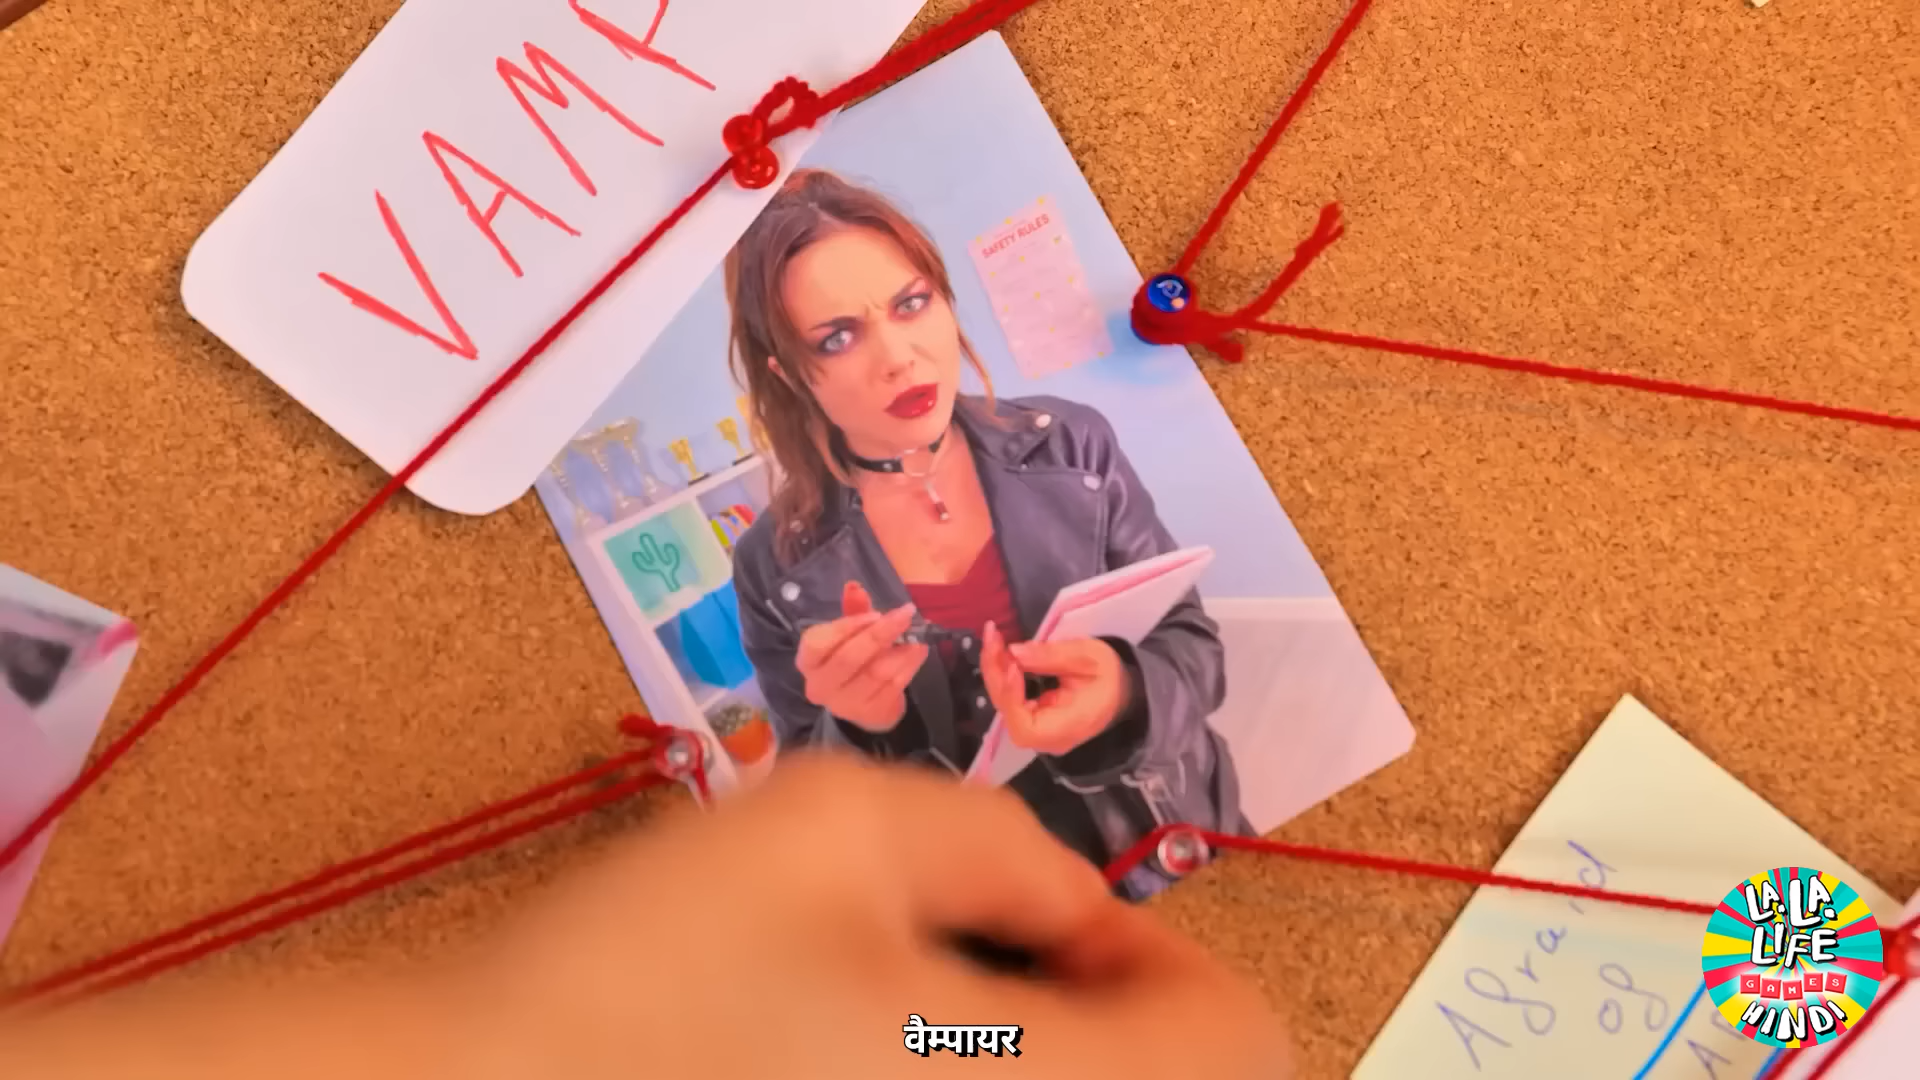 VAMP
SAFETY RULES
Afraid
of
वैम्पायर
LA LA
LIFE
GAMES
HINDI